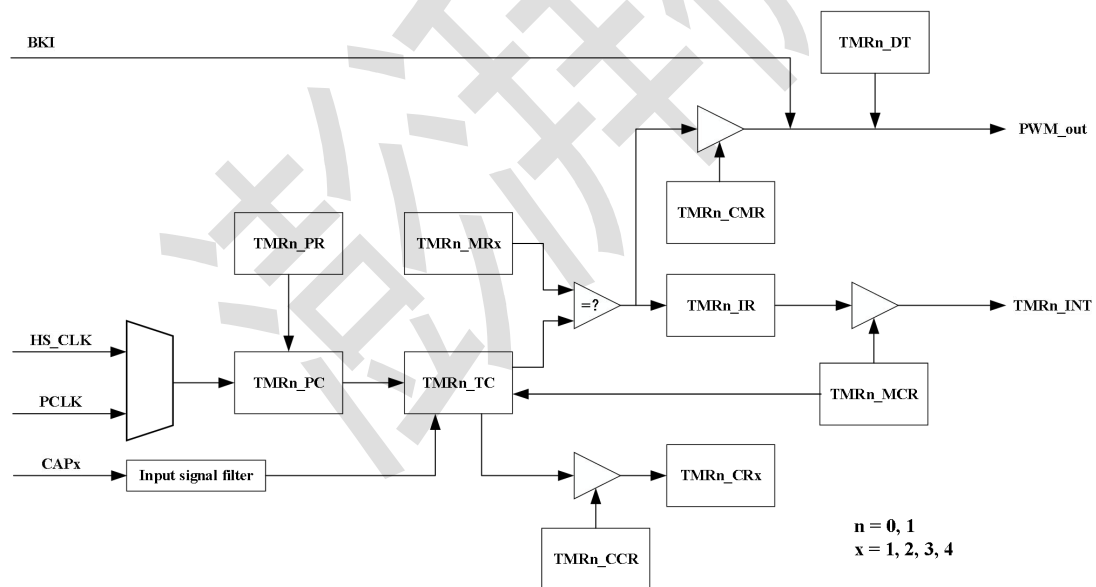 BKI
TMRn_DT
PWM_out
TMRn_CMR
TMRn_PR
TMRn_MRx
=?
TMRn_IR
TMRn_INT
HS_CLK
TMRn_PC
TMRn_TC
PCLK
TMRn_MCR
CAPx
Input signal filter
TMRn_CRx
TMRn_CCR
n = 0, 1
x = 1, 2, 3, 4